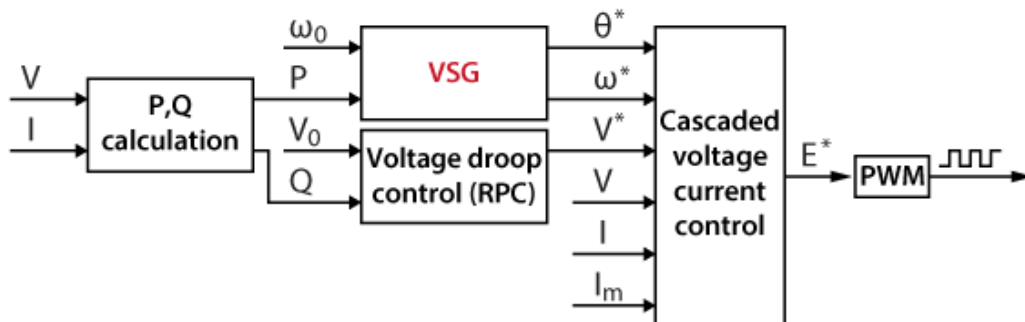 V
I
P,Q
calculation
ω₀
P
V₀
Q
VSG
Voltage droop
control (RPC)
θ*
ω*
V*
V
I
Iₘ
Cascaded
voltage
current
control
E*
PWM